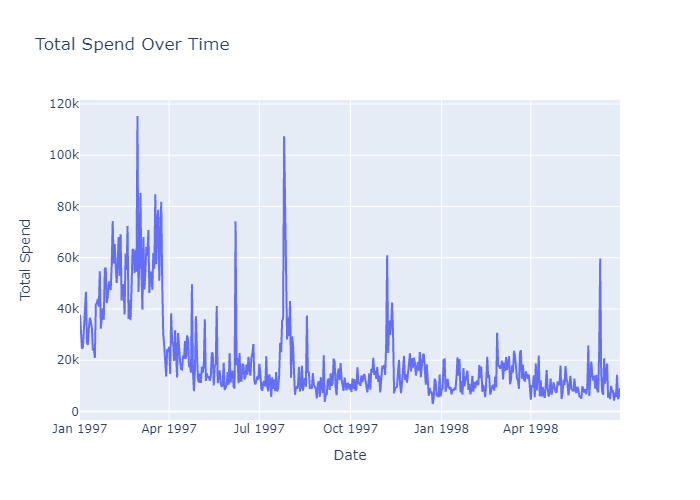 Total Spend Over Time
120k
100k
80k
60k
40k
20k
0
Jan 1997
Apr 1997
Jul 1997
Oct 1997
Jan 1998
Apr 1998
Total Spend
Date